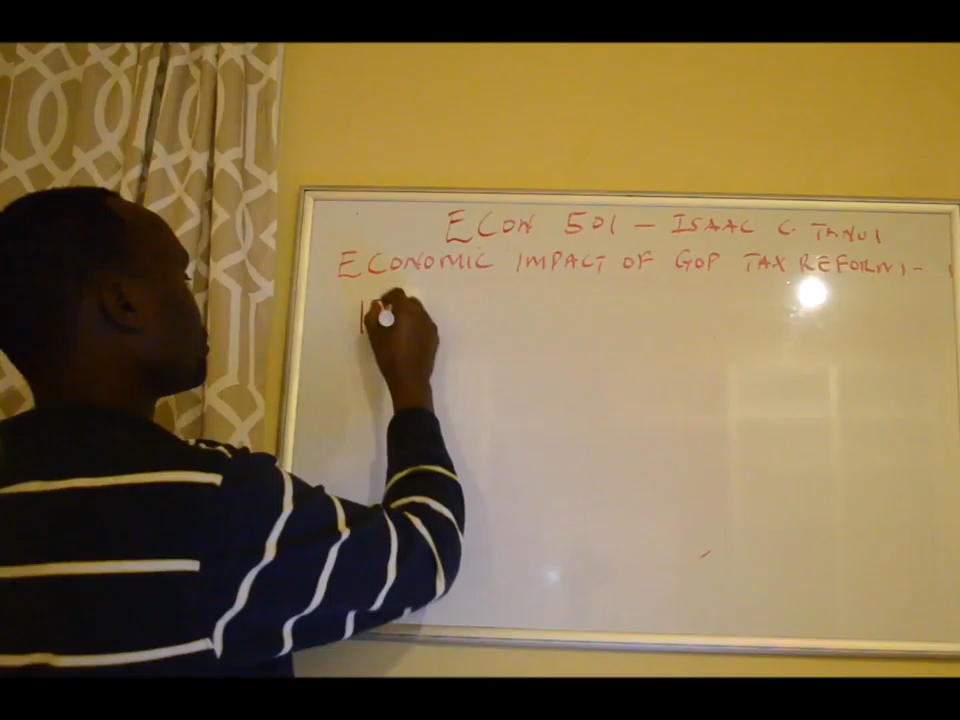 ECON 501 - ISAAC C. TANUI
ECONOMIC IMPACT OF GOP TAX REFORM -